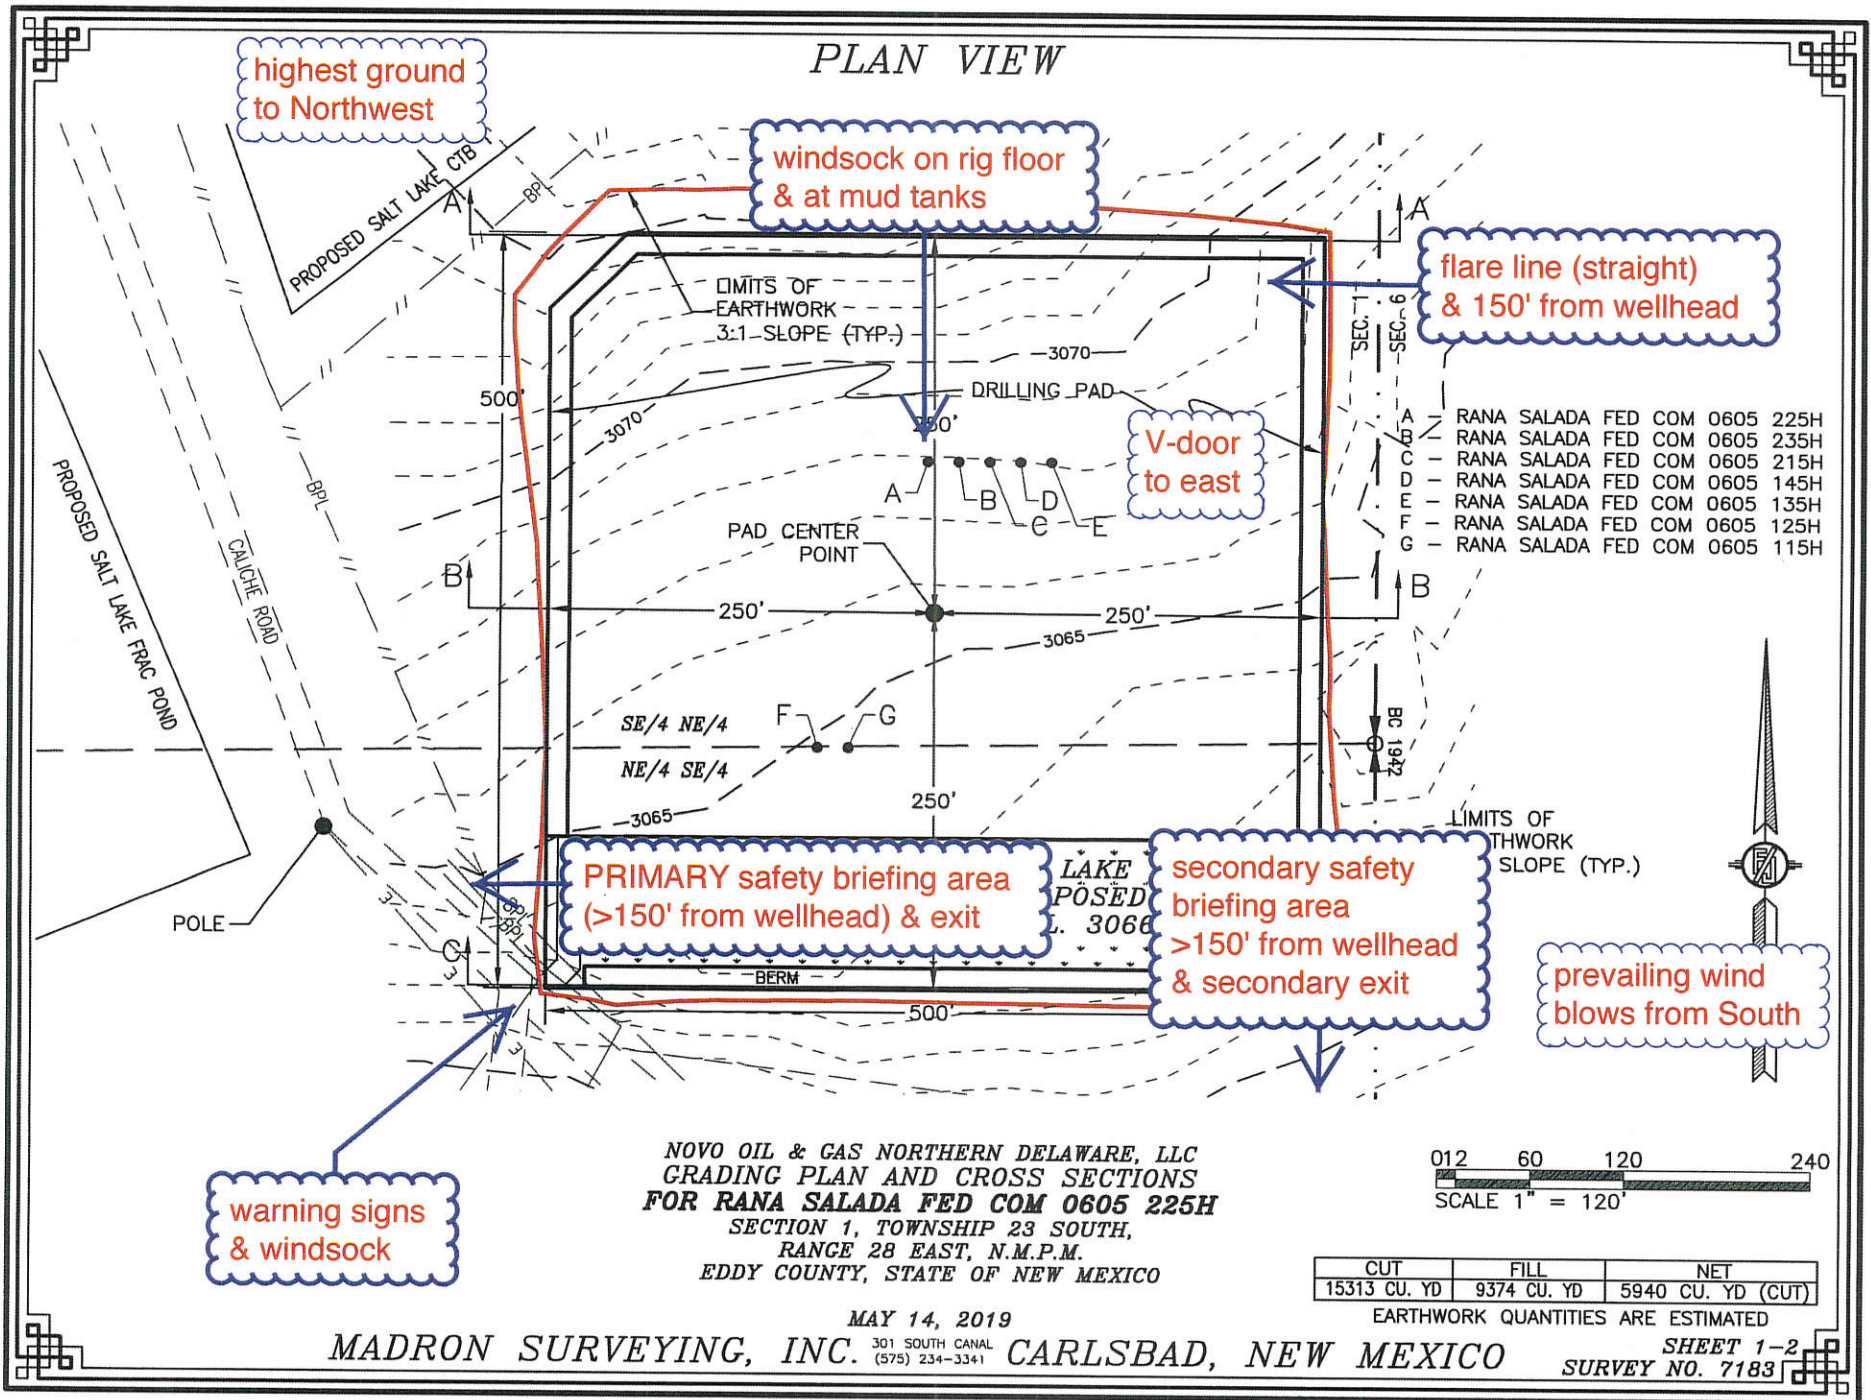 PLAN VIEW
highest ground
to Northwest
windsock on rig floor
& at mud tanks
flare line (straight)
& 150' from wellhead
PROPOSED SALT LAKE CTB
BPL
A
A
LIMITS OF
EARTHWORK
3:1 SLOPE (TYP.)
SEC. 1
SEC. 6
3070
500'
DRILLING PAD
3070
250'
V-door
to east
A – RANA SALADA FED COM 0605 225H
B – RANA SALADA FED COM 0605 235H
C – RANA SALADA FED COM 0605 215H
D – RANA SALADA FED COM 0605 145H
E – RANA SALADA FED COM 0605 135H
F – RANA SALADA FED COM 0605 125H
G – RANA SALADA FED COM 0605 115H
A
B
C
D
E
PROPOSED SALT LAKE FRAC POND
CALICHE ROAD
BPL
PAD CENTER
POINT
B
B
250'
250'
3065
SE/4 NE/4
F
G
NE/4 SE/4
BC 1942
250'
3065
LIMITS OF
THWORK
SLOPE (TYP.)
POLE
PRIMARY safety briefing area
(>150' from wellhead) & exit
LAKE
POSED
L. 3066
secondary safety
briefing area
>150' from wellhead
& secondary exit
BPL
BPL
3
3
3
C
BERM
500'
prevailing wind
blows from South
warning signs
& windsock
NOVO OIL & GAS NORTHERN DELAWARE, LLC
GRADING PLAN AND CROSS SECTIONS
FOR RANA SALADA FED COM 0605 225H
SECTION 1, TOWNSHIP 23 SOUTH,
RANGE 28 EAST, N.M.P.M.
EDDY COUNTY, STATE OF NEW MEXICO
MAY 14, 2019
012 60 120 240
SCALE 1" = 120'
CUT FILL NET
15313 CU. YD 9374 CU. YD 5940 CU. YD (CUT)
EARTHWORK QUANTITIES ARE ESTIMATED
MADRON SURVEYING, INC. 301 SOUTH CANAL (575) 234-3341 CARLSBAD, NEW MEXICO
SHEET 1-2
SURVEY NO. 7183